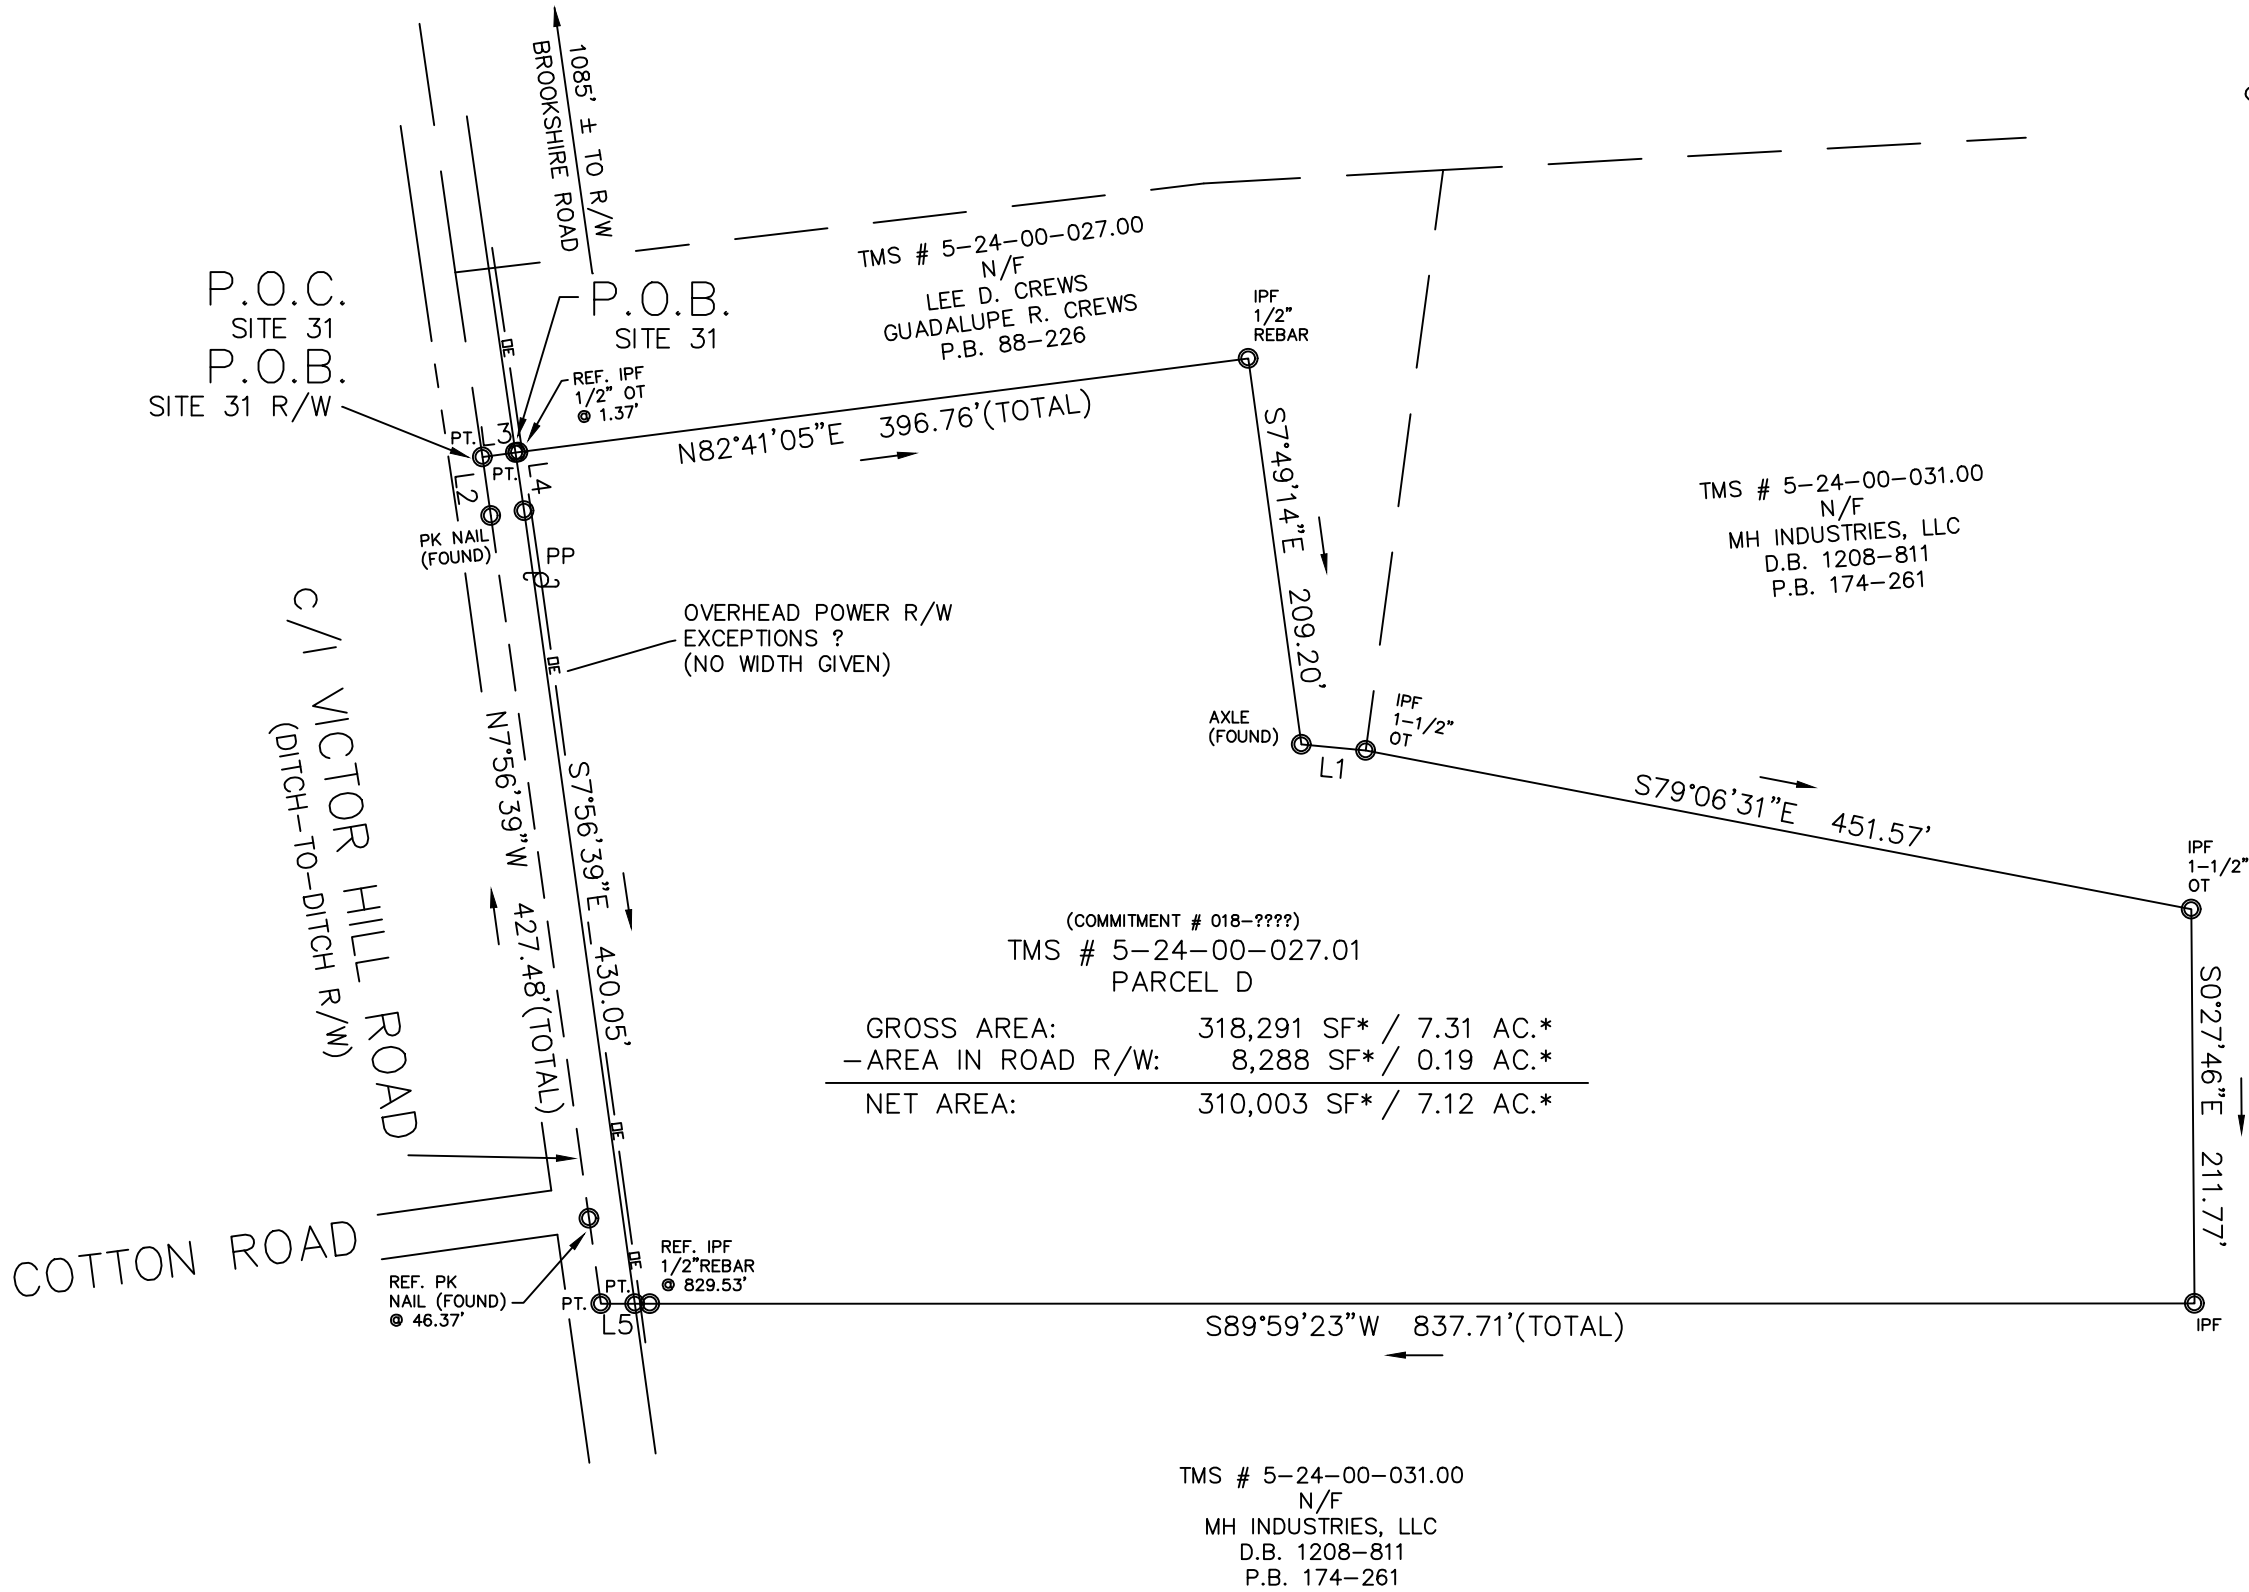 1085' ± TO R/W
BROOKSHIRE ROAD
P.O.C.
SITE 31
P.O.B.
SITE 31 R/W
P.O.B.
SITE 31
REF. IPF
1/2" OT
@ 1.37'
TMS # 5-24-00-027.00
N/F
LEE D. CREWS
GUADALUPE R. CREWS
P.B. 88-226
IPF
1/2"
REBAR
PT.
L3
PT.
L4
L2
N82°41'05"E 396.76'(TOTAL)
S7°49'14"E 209.20'
TMS # 5-24-00-031.00
N/F
MH INDUSTRIES, LLC
D.B. 1208-811
P.B. 174-261
PK NAIL
(FOUND)
PP
OVERHEAD POWER R/W
EXCEPTIONS ?
(NO WIDTH GIVEN)
OE
OE
OE
OE
C/L VICTOR HILL ROAD
(DITCH-TO-DITCH R/W)
N7°56'39"W 427.48'(TOTAL)
S7°56'39"E 430.05'
AXLE
(FOUND)
L1
IPF
1-1/2"
OT
S79°06'31"E 451.57'
IPF
1-1/2"
OT
S0°27'46"E 211.77'
(COMMITMENT # 018-????)
TMS # 5-24-00-027.01
PARCEL D
GROSS AREA: 318,291 SF* / 7.31 AC.*
-AREA IN ROAD R/W: 8,288 SF* / 0.19 AC.*
NET AREA: 310,003 SF* / 7.12 AC.*
COTTON ROAD
REF. PK
NAIL (FOUND)
@ 46.37'
PT.
PT.
L5
REF. IPF
1/2"REBAR
@ 829.53'
S89°59'23"W 837.71'(TOTAL)
IPF
TMS # 5-24-00-031.00
N/F
MH INDUSTRIES, LLC
D.B. 1208-811
P.B. 174-261